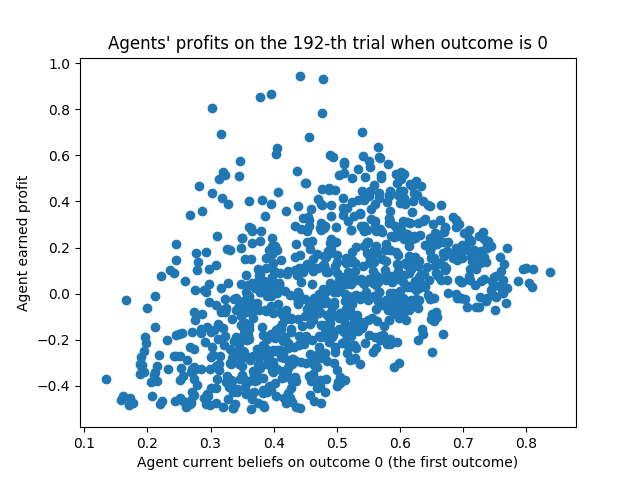 Agents' profits on the 192-th trial when outcome is 0
1.0
0.8
0.6
0.4
0.2
0.0
−0.2
−0.4
Agent earned profit
0.1 0.2 0.3 0.4 0.5 0.6 0.7 0.8
Agent current beliefs on outcome 0 (the first outcome)